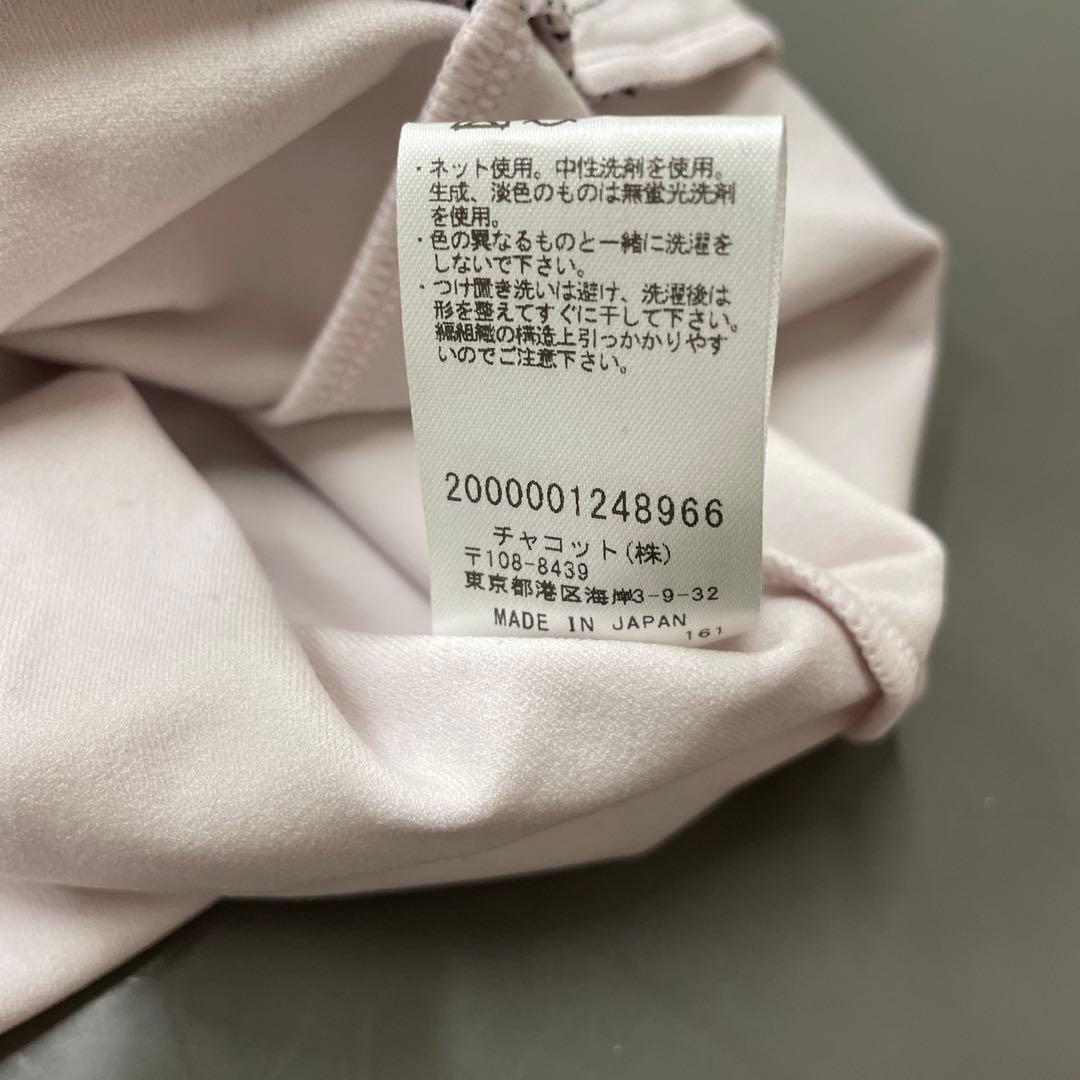 ・ネット使用。中性洗剤を使用。
生成、淡色のものは無蛍光洗剤
を使用。
・色の異なるものと一緒に洗濯を
しないで下さい。
・つけ置き洗いは避け、洗濯後は
形を整えてすぐに干して下さい。
編組織の構造上引っかかりやす
いのでご注意下さい。
2000001248966
チャコット(株)
〒108-8439
東京都港区海岸3-9-32
MADE IN JAPAN
161